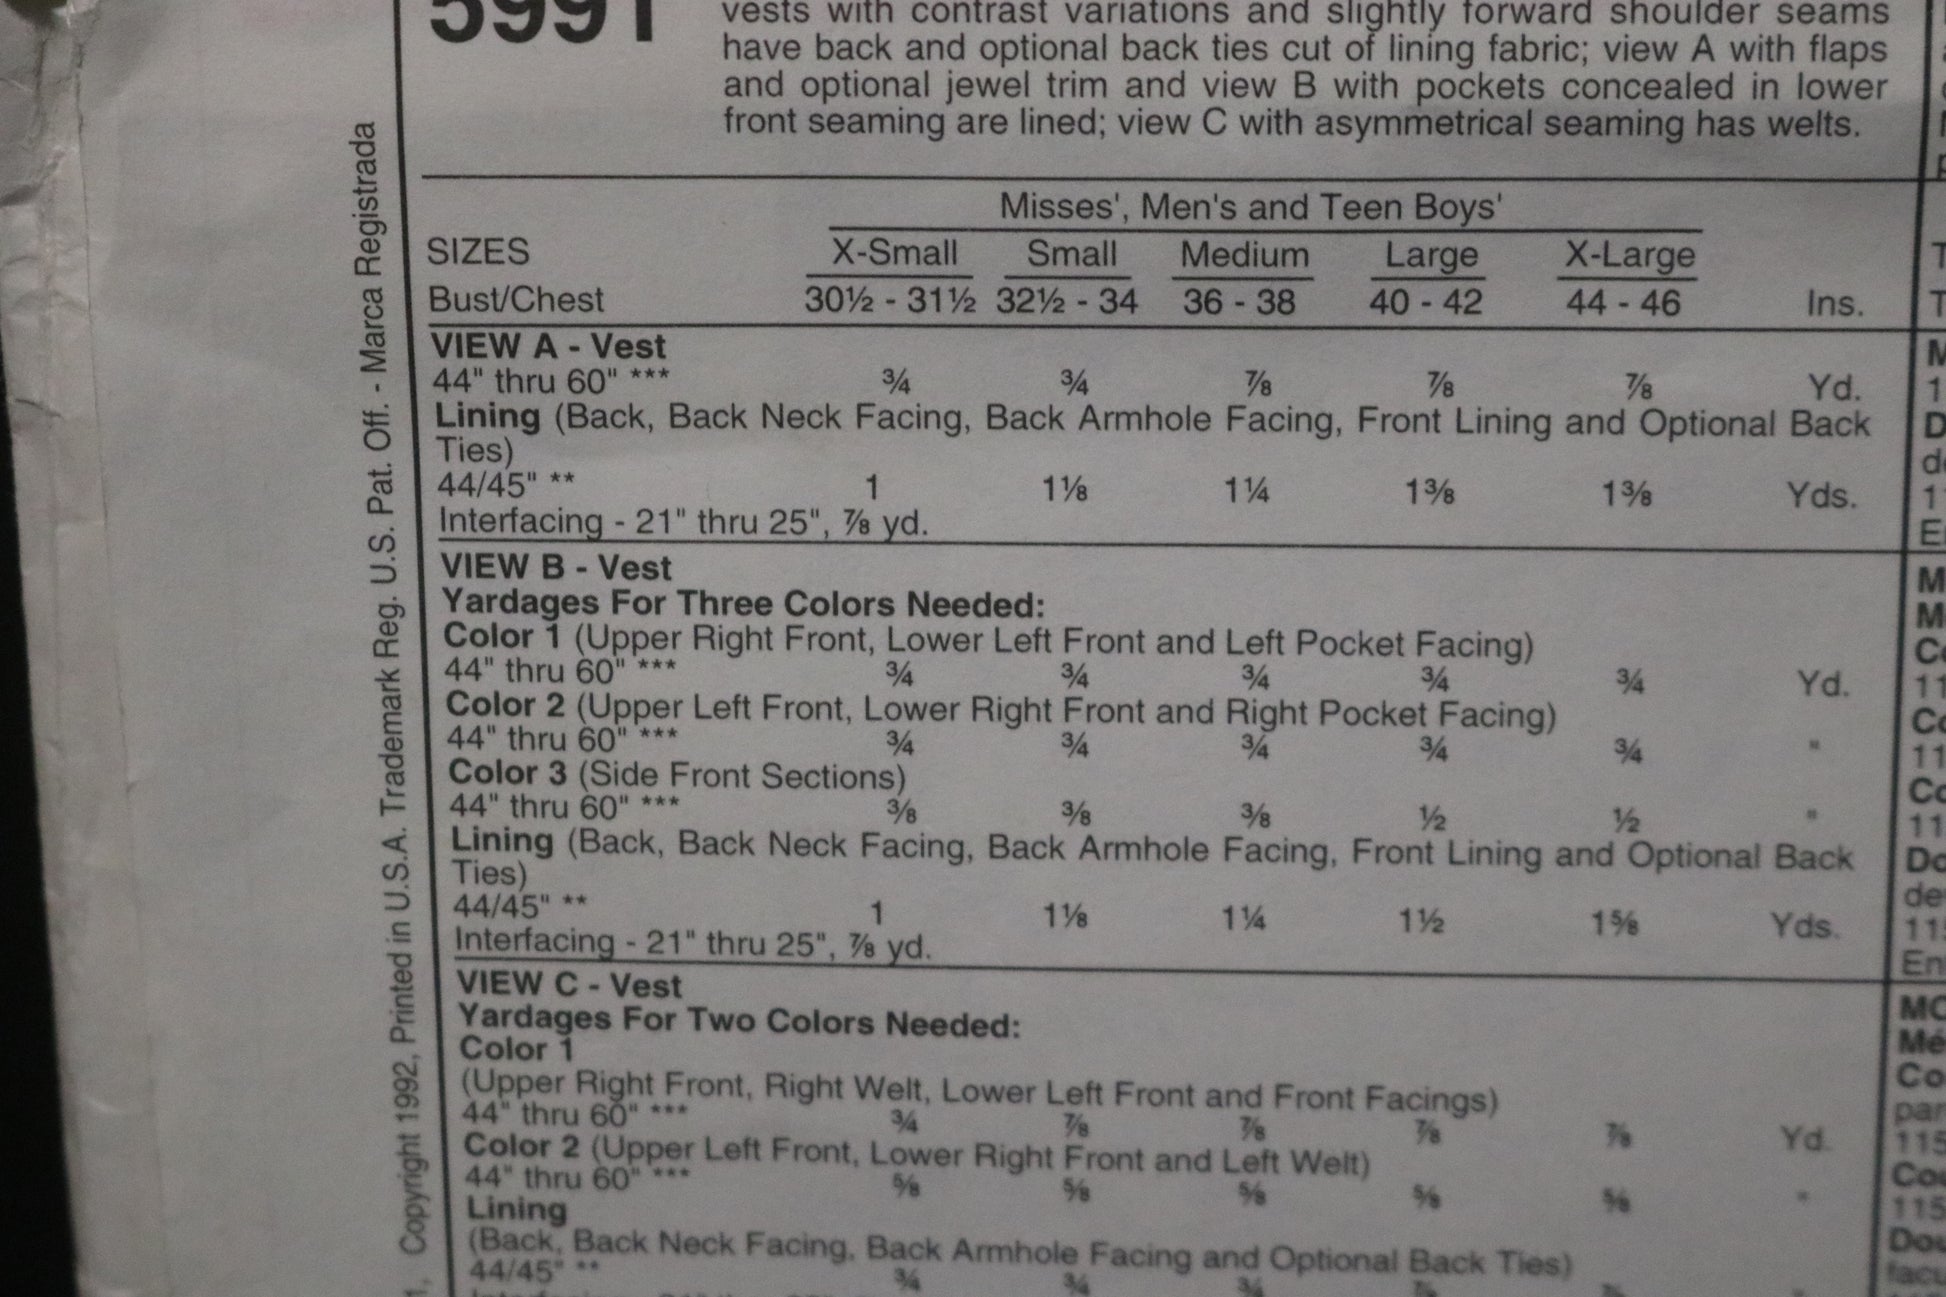 5991
vests with contrast variations and slightly forward shoulder seams
have back and optional back ties cut of lining fabric; view A with flaps
and optional jewel trim and view B with pockets concealed in lower
front seaming are lined; view C with asymmetrical seaming has welts.
Misses', Men's and Teen Boys'
SIZES X-Small Small Medium Large X-Large
Bust/Chest 30½ - 31½ 32½ - 34 36 - 38 40 - 42 44 - 46 Ins.
VIEW A - Vest
44" thru 60" *** ¾ ¾ ⅞ ⅞ ⅞ Yd.
Lining (Back, Back Neck Facing, Back Armhole Facing, Front Lining and Optional Back
Ties)
44/45" ** 1 1⅛ 1¼ 1⅜ 1⅜ Yds.
Interfacing - 21" thru 25", ⅞ yd.
VIEW B - Vest
Yardages For Three Colors Needed:
Color 1 (Upper Right Front, Lower Left Front and Left Pocket Facing)
44" thru 60" *** ¾ ¾ ¾ ¾ ¾ Yd.
Color 2 (Upper Left Front, Lower Right Front and Right Pocket Facing)
44" thru 60" *** ¾ ¾ ¾ ¾ ¾ "
Color 3 (Side Front Sections)
44" thru 60" *** ⅜ ⅜ ⅜ ½ ½ "
Lining (Back, Back Neck Facing, Back Armhole Facing, Front Lining and Optional Back
Ties)
44/45" ** 1 1⅛ 1¼ 1½ 1⅝ Yds.
Interfacing - 21" thru 25", ⅞ yd.
VIEW C - Vest
Yardages For Two Colors Needed:
Color 1
(Upper Right Front, Right Welt, Lower Left Front and Front Facings)
44" thru 60" *** ¾ ⅞ ⅞ ⅞ ⅞ Yd.
Color 2 (Upper Left Front, Lower Right Front and Left Welt)
44" thru 60" *** ⅝ ⅝ ⅝ ⅝ ⅝ "
Lining
(Back, Back Neck Facing, Back Armhole Facing and Optional Back Ties)
44/45" ** ¾ ¾ ¾
Copyright 1992, Printed in U.S.A. Trademark Reg. U.S. Pat. Off. - Marca Registrada